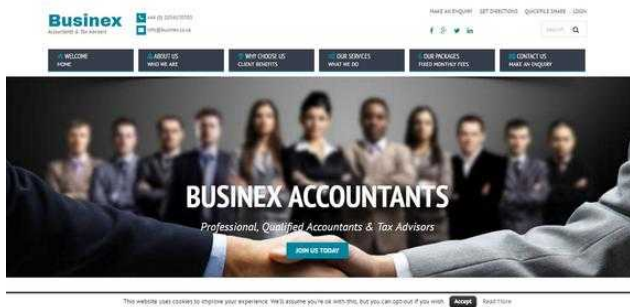 MAKE AN ENQUIRY GET DIRECTIONS QUICKFILE SHARE LOGIN
Businex
Accountants & Tax Advisors
info@businex.co.uk
WELCOME
HOME
ABOUT US
WHO WE ARE
WHY CHOOSE US
CLIENT BENEFITS
OUR SERVICES
WHAT WE DO
OUR PACKAGES
FIXED MONTHLY FEES
CONTACT US
MAKE AN ENQUIRY
BUSINEX ACCOUNTANTS
Professional, Qualified Accountants & Tax Advisors
JOIN US TODAY
This website uses cookies to improve your experience. We'll assume you're ok with this, but you can opt-out if you wish. Accept Read More